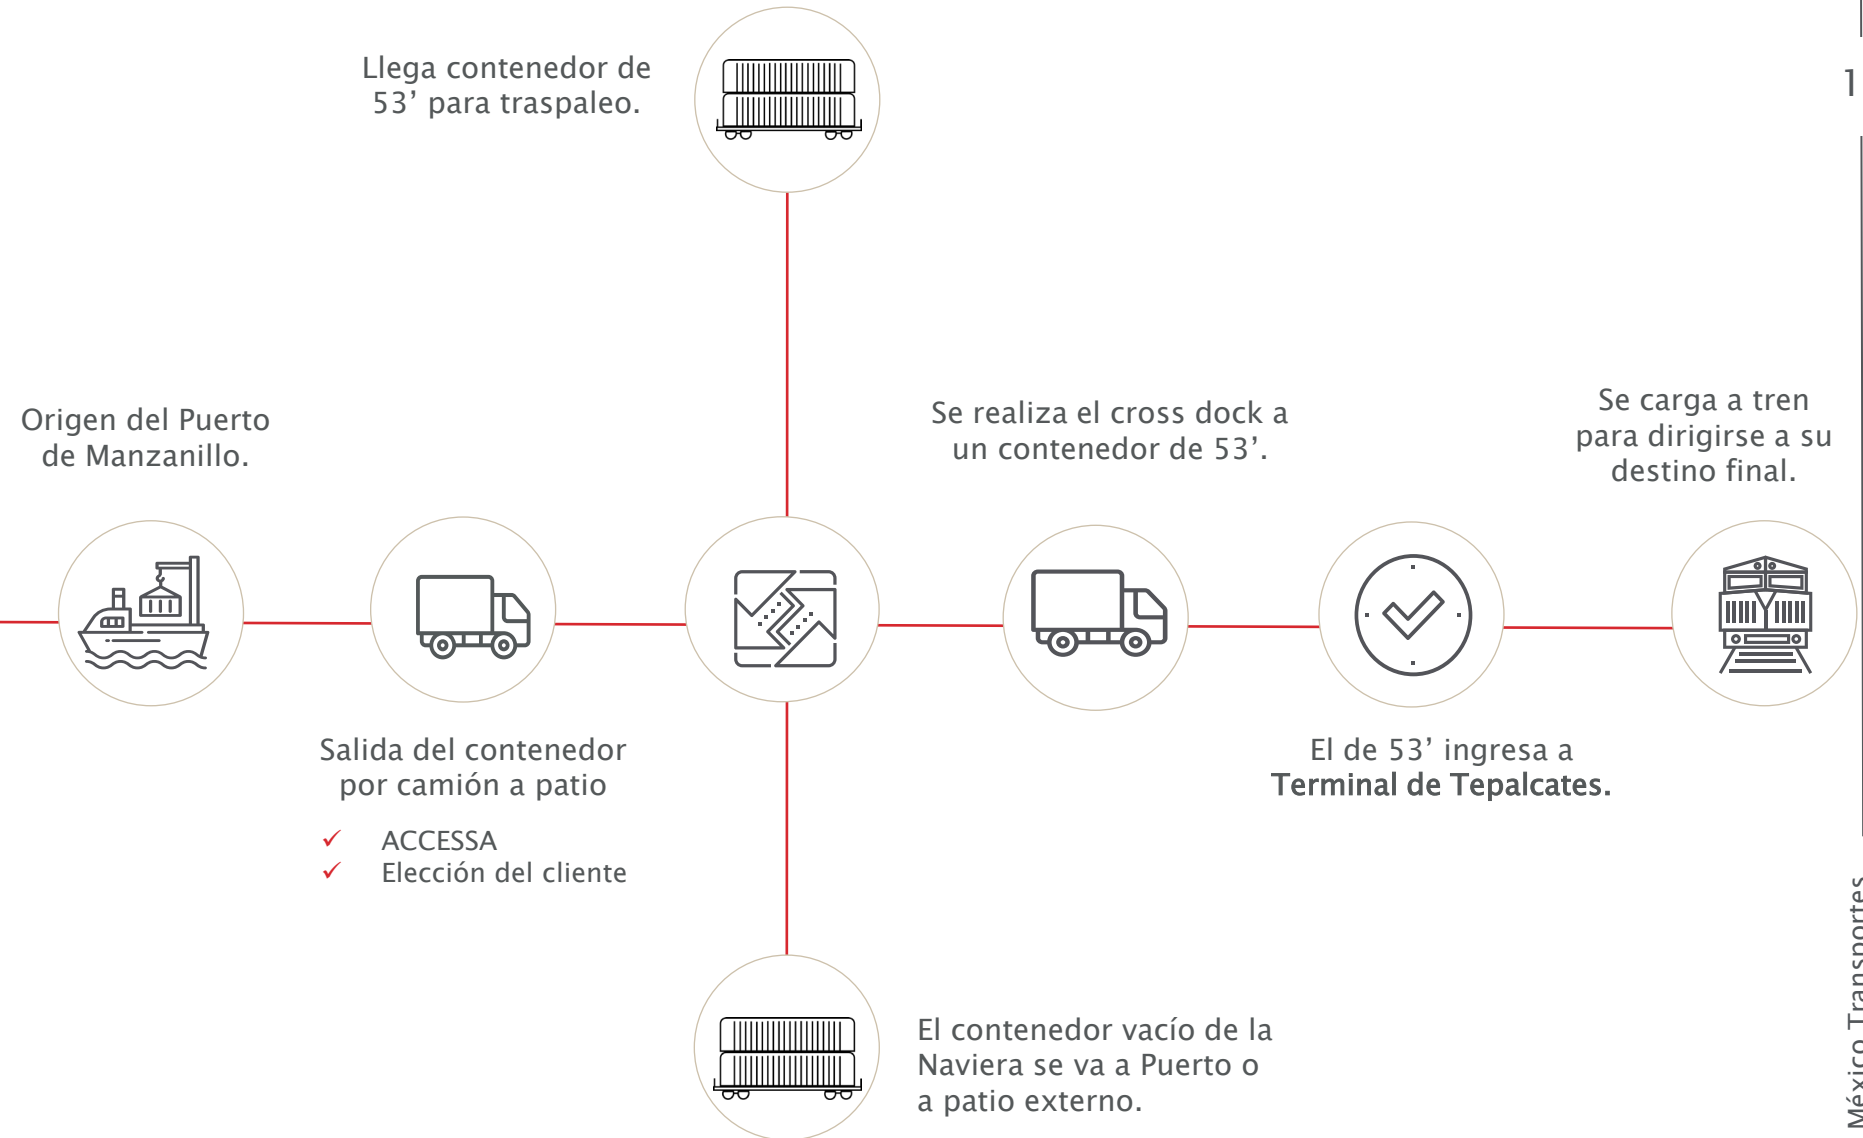 Llega contenedor de
53’ para traspaleo.
1
Origen del Puerto
de Manzanillo.
Se realiza el cross dock a
un contenedor de 53’.
Se carga a tren
para dirigirse a su
destino final.
Salida del contenedor
por camión a patio
✓ ACCESSA
✓ Elección del cliente
El de 53’ ingresa a
Terminal de Tepalcates.
El contenedor vacío de la
Naviera se va a Puerto o
a patio externo.
México Transportes